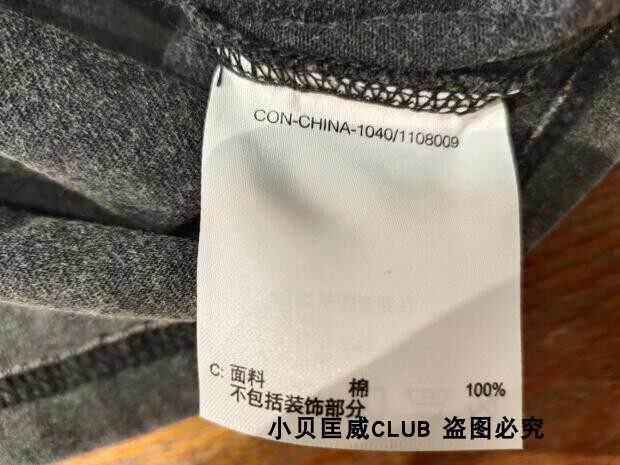 CON-CHINA-1040/1108009
C: 面料 棉 100%
不包括装饰部分
小贝匡威CLUB 盗图必究